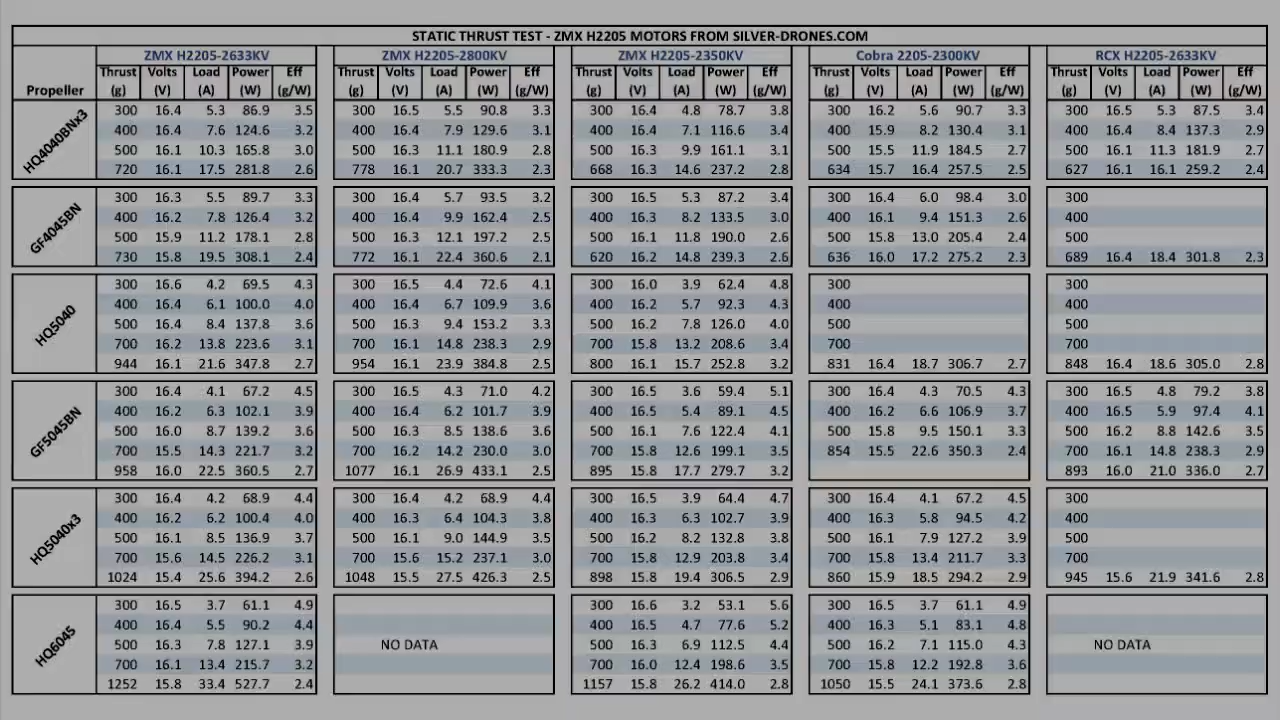 STATIC THRUST TEST - ZMX H2205 MOTORS FROM SILVER-DRONES.COM
ZMX H2205-2633KV ZMX H2205-2800KV ZMX H2205-2350KV Cobra 2205-2300KV RCX H2205-2633KV
Thrust Volts Load Power Eff Thrust Volts Load Power Eff Thrust Volts Load Power Eff Thrust Volts Load Power Eff Thrust Volts Load Power Eff
Propeller (g) (V) (A) (W) (g/W) (g) (V) (A) (W) (g/W) (g) (V) (A) (W) (g/W) (g) (V) (A) (W) (g/W) (g) (V) (A) (W) (g/W)
HQ4040BNx3
300 16.4 5.3 86.9 3.5 300 16.5 5.5 90.8 3.3 300 16.4 4.8 78.7 3.8 300 16.2 5.6 90.7 3.3 300 16.5 5.3 87.5 3.4
400 16.4 7.6 124.6 3.2 400 16.4 7.9 129.6 3.1 400 16.4 7.1 116.6 3.4 400 15.9 8.2 130.4 3.1 400 16.4 8.4 137.3 2.9
500 16.1 10.3 165.8 3.0 500 16.3 11.1 180.9 2.8 500 16.3 9.9 161.1 3.1 500 15.5 11.9 184.5 2.7 500 16.1 11.3 181.9 2.7
720 16.1 17.5 281.8 2.6 778 16.1 20.7 333.3 2.3 668 16.3 14.6 237.2 2.8 634 15.7 16.4 257.5 2.5 627 16.1 16.1 259.2 2.4
GF4045BN
300 16.3 5.5 89.7 3.3 300 16.4 5.7 93.5 3.2 300 16.5 5.3 87.2 3.4 300 16.4 6.0 98.4 3.0 300
400 16.2 7.8 126.4 3.2 400 16.4 9.9 162.4 2.5 400 16.3 8.2 133.5 3.0 400 16.1 9.4 151.3 2.6 400
500 15.9 11.2 178.1 2.8 500 16.3 12.1 197.2 2.5 500 16.1 11.8 190.0 2.6 500 15.8 13.0 205.4 2.4 500
730 15.8 19.5 308.1 2.4 772 16.1 22.4 360.6 2.1 620 16.2 14.8 239.3 2.6 636 16.0 17.2 275.2 2.3 689 16.4 18.4 301.8 2.3
HQ5040
300 16.6 4.2 69.5 4.3 300 16.5 4.4 72.6 4.1 300 16.0 3.9 62.4 4.8 300 300
400 16.4 6.1 100.0 4.0 400 16.4 6.7 109.9 3.6 400 16.2 5.7 92.3 4.3 400 400
500 16.4 8.4 137.8 3.6 500 16.3 9.4 153.2 3.3 500 16.2 7.8 126.0 4.0 500 500
700 16.2 13.8 223.6 3.1 700 16.1 14.8 238.3 2.9 700 15.8 13.2 208.6 3.4 700 700
944 16.1 21.6 347.8 2.7 954 16.1 23.9 384.8 2.5 800 16.1 15.7 252.8 3.2 831 16.4 18.7 306.7 2.7 848 16.4 18.6 305.0 2.8
GF5045BN
300 16.4 4.1 67.2 4.5 300 16.5 4.3 71.0 4.2 300 16.5 3.6 59.4 5.1 300 16.4 4.3 70.5 4.3 300 16.5 4.8 79.2 3.8
400 16.2 6.3 102.1 3.9 400 16.4 6.2 101.7 3.9 400 16.5 5.4 89.1 4.5 400 16.2 6.6 106.9 3.7 400 16.5 5.9 97.4 4.1
500 16.0 8.7 139.2 3.6 500 16.3 8.5 138.6 3.6 500 16.1 7.6 122.4 4.1 500 15.8 9.5 150.1 3.3 500 16.2 8.8 142.6 3.5
700 15.5 14.3 221.7 3.2 700 16.2 14.2 230.0 3.0 700 15.8 12.6 199.1 3.5 854 15.5 22.6 350.3 2.4 700 16.1 14.8 238.3 2.9
958 16.0 22.5 360.5 2.7 1077 16.1 26.9 433.1 2.5 895 15.8 17.7 279.7 3.2 893 16.0 21.0 336.0 2.7
HQ5040x3
300 16.4 4.2 68.9 4.4 300 16.4 4.2 68.9 4.4 300 16.5 3.9 64.4 4.7 300 16.4 4.1 67.2 4.5 300
400 16.2 6.2 100.4 4.0 400 16.3 6.4 104.3 3.8 400 16.3 6.3 102.7 3.9 400 16.3 5.8 94.5 4.2 400
500 16.1 8.5 136.9 3.7 500 16.1 9.0 144.9 3.5 500 16.2 8.2 132.8 3.8 500 16.1 7.9 127.2 3.9 500
700 15.6 14.5 226.2 3.1 700 15.6 15.2 237.1 3.0 700 15.8 12.9 203.8 3.4 700 15.8 13.4 211.7 3.3 700
1024 15.4 25.6 394.2 2.6 1048 15.5 27.5 426.3 2.5 898 15.8 19.4 306.5 2.9 860 15.9 18.5 294.2 2.9 945 15.6 21.9 341.6 2.8
HQ6045
300 16.5 3.7 61.1 4.9 300 16.6 3.2 53.1 5.6 300 16.5 3.7 61.1 4.9
400 16.4 5.5 90.2 4.4 400 16.5 4.7 77.6 5.2 400 16.3 5.1 83.1 4.8
500 16.3 7.8 127.1 3.9 NO DATA 500 16.3 6.9 112.5 4.4 500 16.2 7.1 115.0 4.3 NO DATA
700 16.1 13.4 215.7 3.2 700 16.0 12.4 198.6 3.5 700 15.8 12.2 192.8 3.6
1252 15.8 33.4 527.7 2.4 1157 15.8 26.2 414.0 2.8 1050 15.5 24.1 373.6 2.8